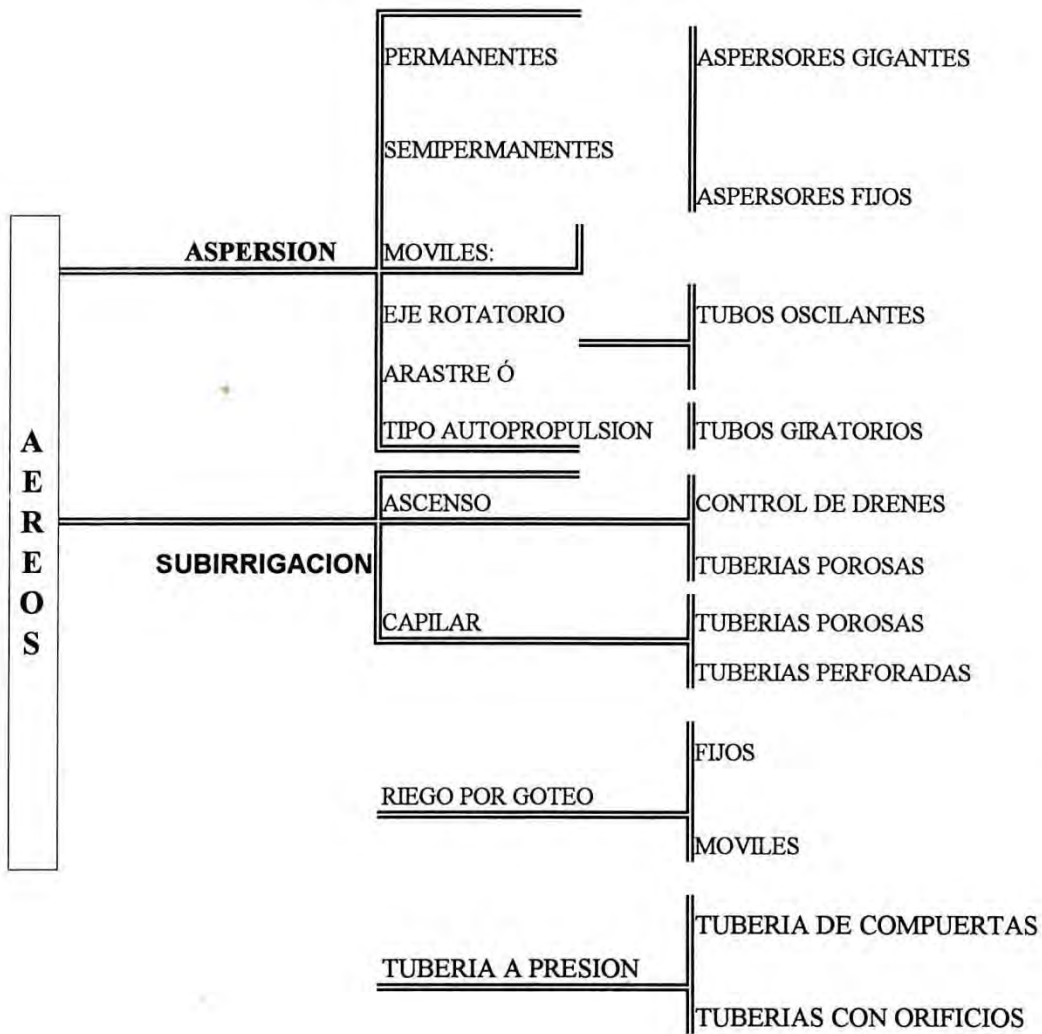 PERMANENTES
ASPERSORES GIGANTES
SEMIPERMANENTES
ASPERSORES FIJOS
ASPERSION
MOVILES:
EJE ROTATORIO
TUBOS OSCILANTES
ARASTRE Ó
TIPO AUTOPROPULSION
TUBOS GIRATORIOS
AEREOS
ASCENSO
CONTROL DE DRENES
SUBIRRIGACION
TUBERIAS POROSAS
CAPILAR
TUBERIAS POROSAS
TUBERIAS PERFORADAS
FIJOS
RIEGO POR GOTEO
MOVILES
TUBERIA DE COMPUERTAS
TUBERIA A PRESION
TUBERIAS CON ORIFICIOS